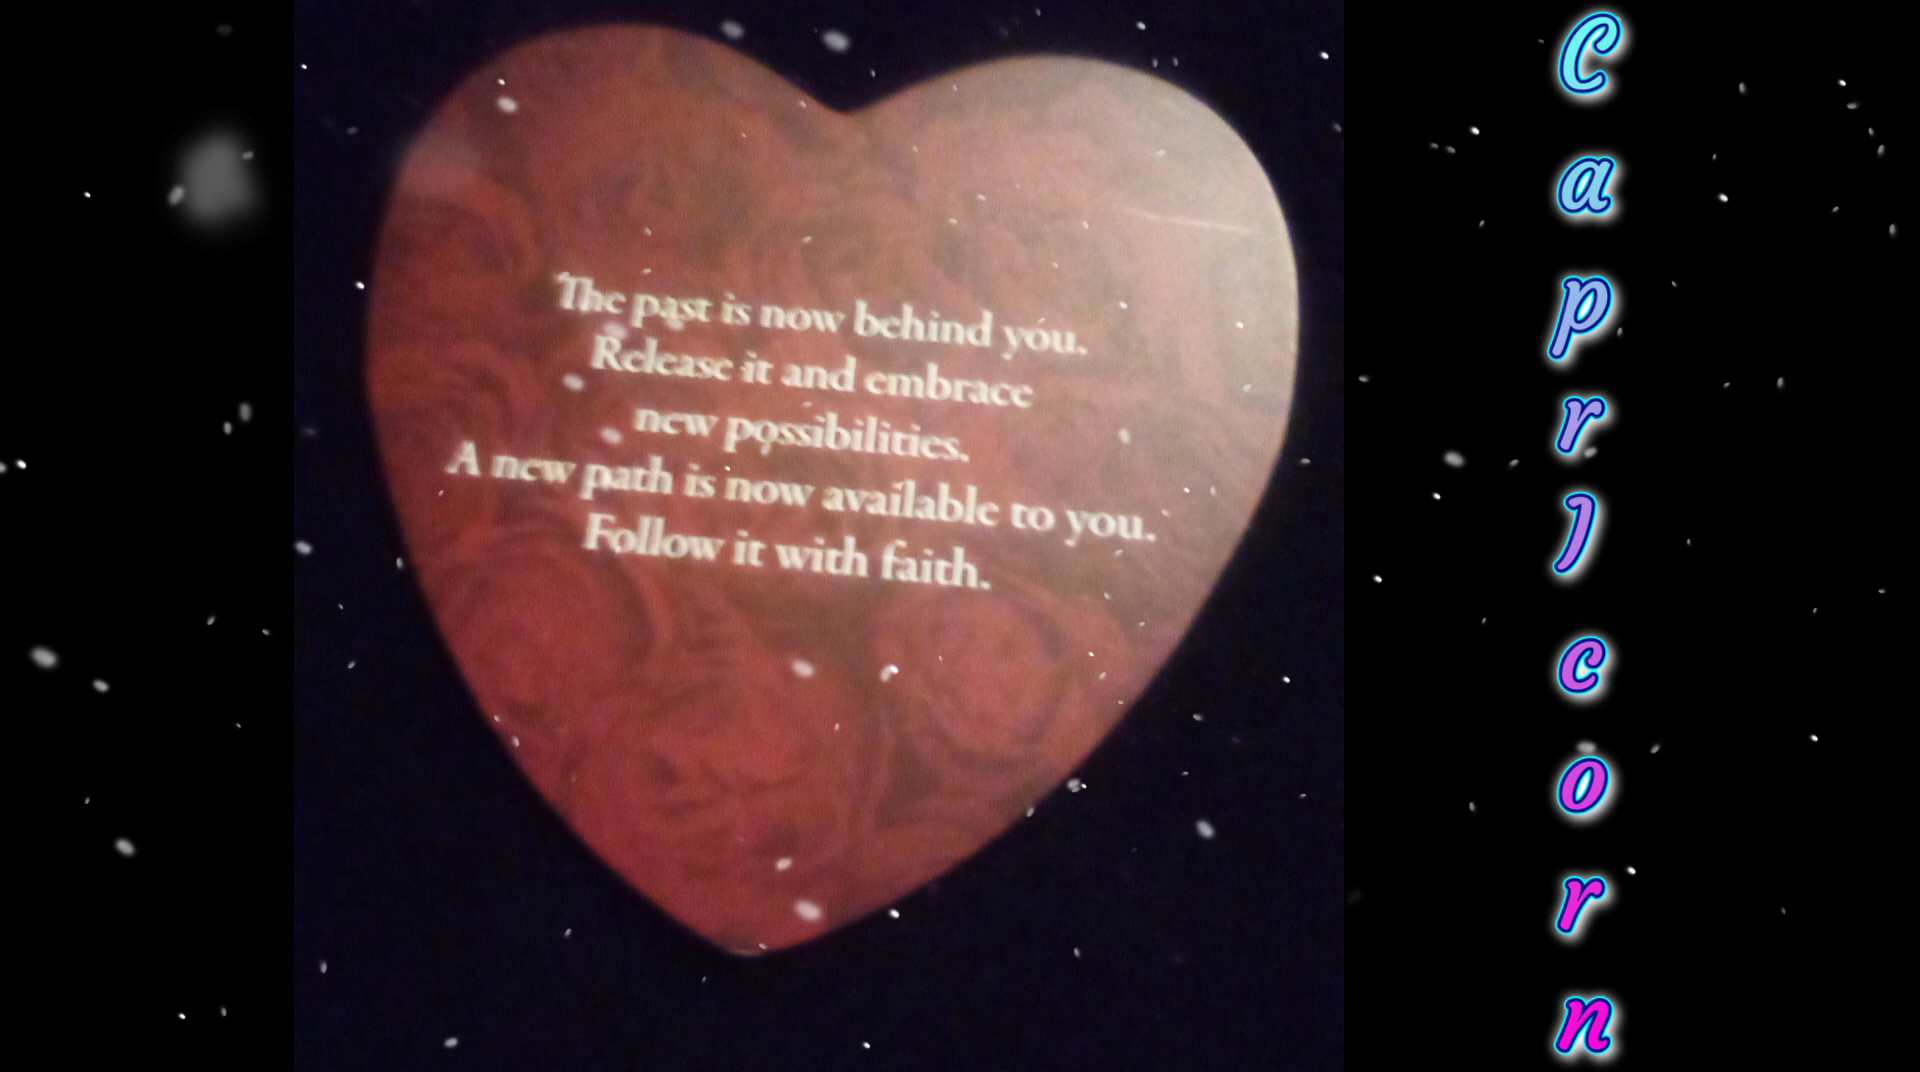 The past is now behind you.
Release it and embrace
new possibilities.
A new path is now available to you.
Follow it with faith.
CaprIcorn